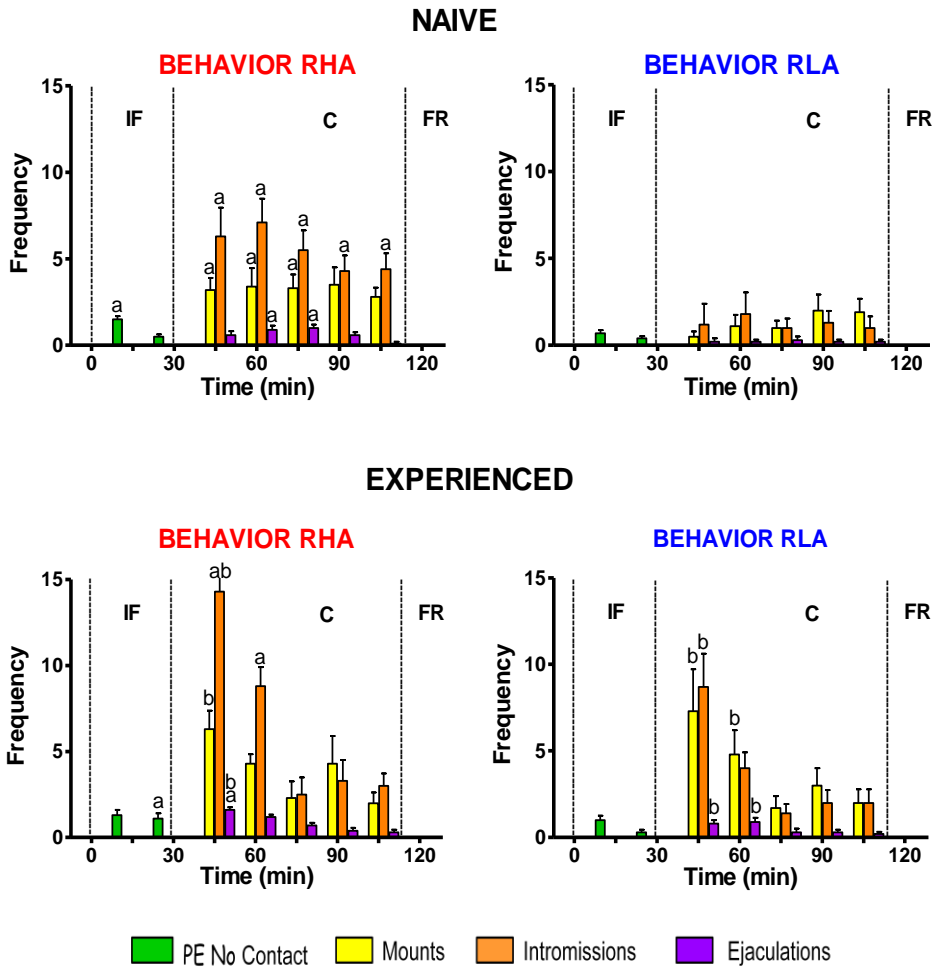 NAIVE
BEHAVIOR RHA
15
10
5
0
Frequency
IF
C
FR
a
a
a
a
a
a
a
a
a
a
a
0
30
60
90
120
Time (min)
BEHAVIOR RLA
15
10
5
0
Frequency
IF
C
FR
0
30
60
90
120
Time (min)
EXPERIENCED
BEHAVIOR RHA
15
10
5
0
Frequency
IF
C
FR
a
b
ab
b
a
a
0
30
60
90
120
Time (min)
BEHAVIOR RLA
15
10
5
0
Frequency
IF
C
FR
b
b
b
b
b
0
30
60
90
120
Time (min)
PE No Contact
Mounts
Intromissions
Ejaculations